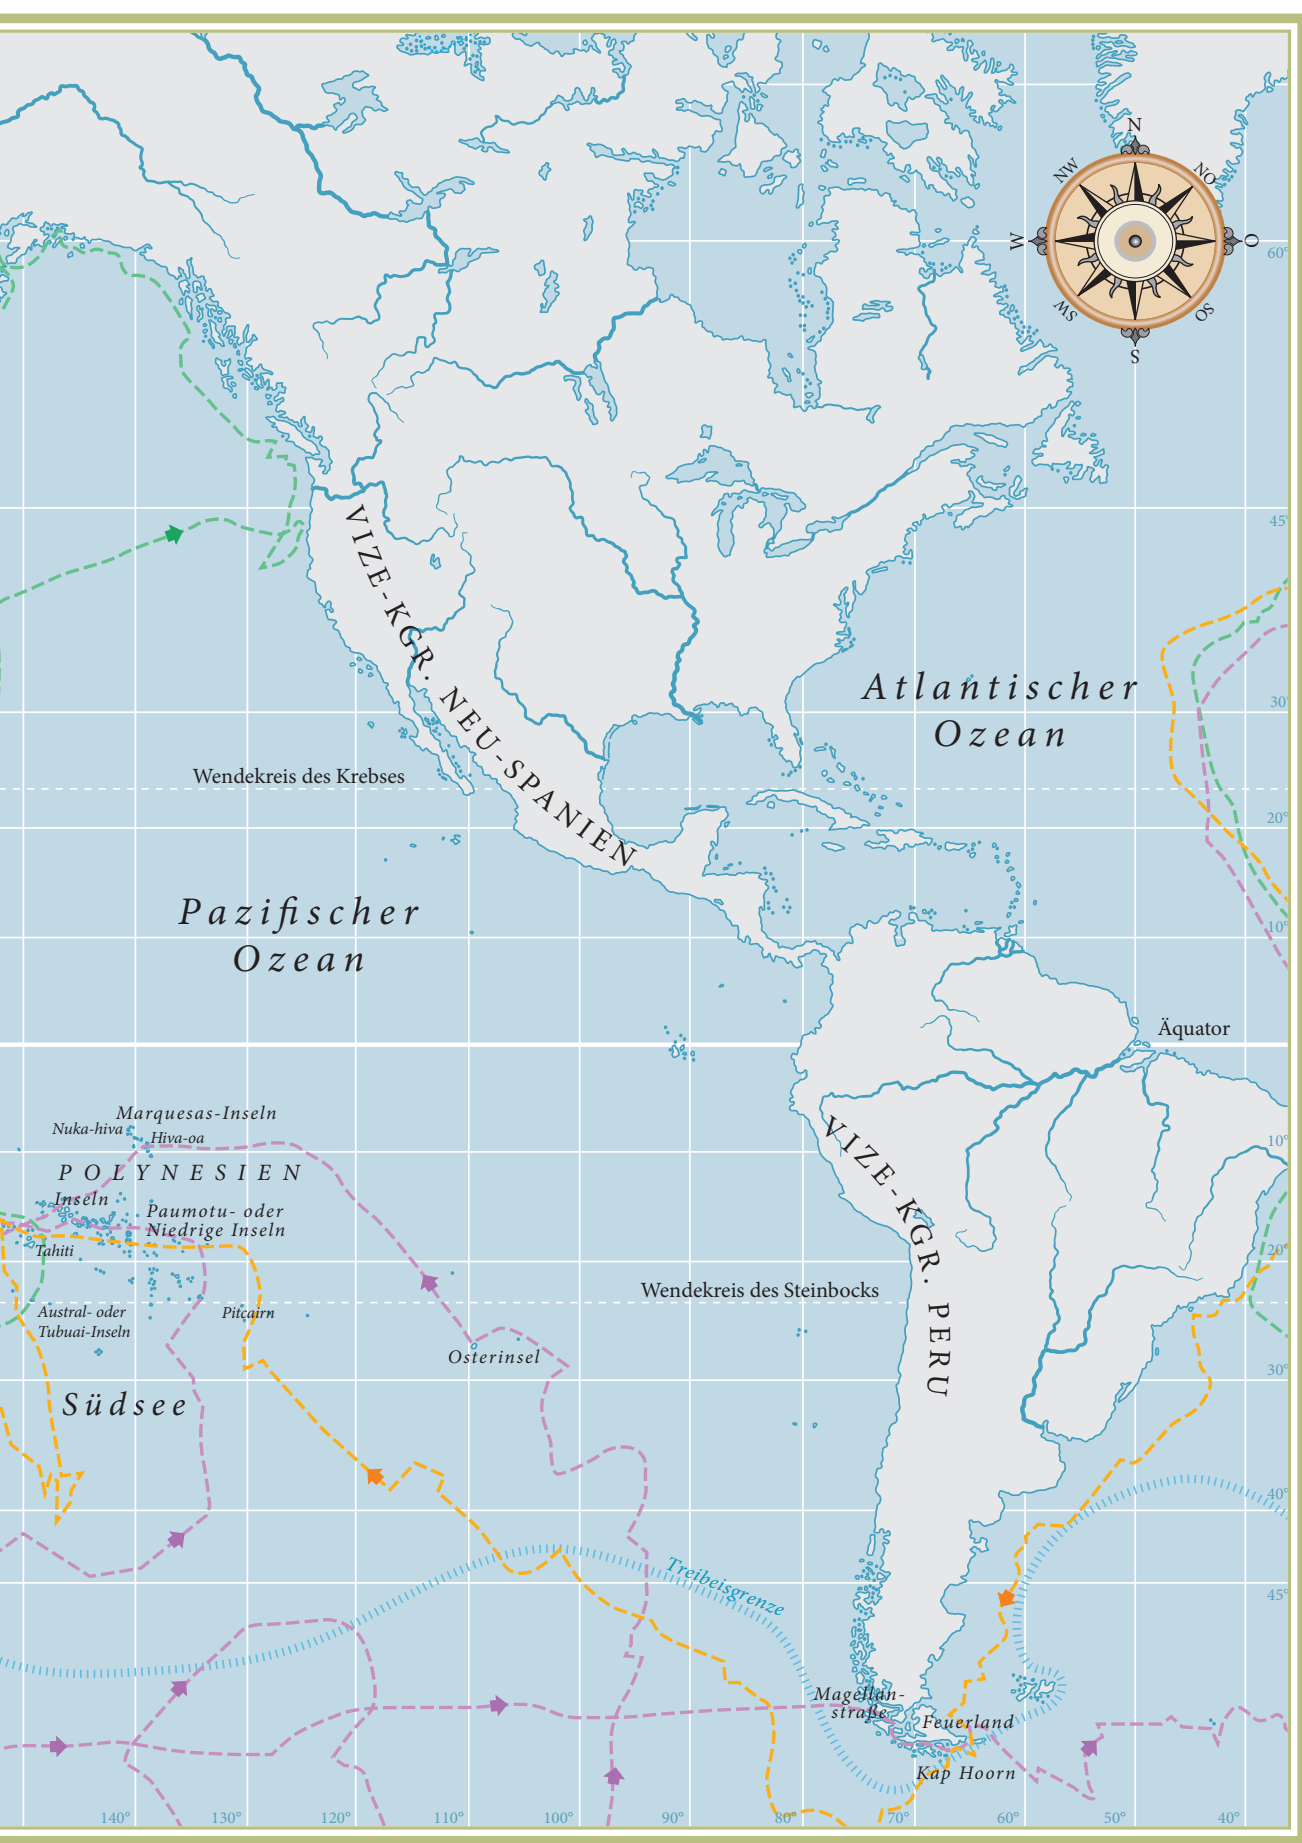 N
NW
NO
W
O
SW
SO
S
60°
45°
VIZE-KGR. NEU-SPANIEN
Atlantischer
Ozean
30°
Wendekreis des Krebses
20°
Pazifischer
Ozean
10°
Äquator
Marquesas-Inseln
Nuka-hiva
Hiva-oa
10°
POLYNESIEN
Inseln
Paumotu- oder
Niedrige Inseln
VIZE-KGR. PERU
Tahiti
20°
Wendekreis des Steinbocks
Austral- oder
Tubuai-Inseln
Pitcairn
Osterinsel
30°
Südsee
40°
Treibeisgrenze
45°
Magellan-
straße
Feuerland
Kap Hoorn
140°
130°
120°
110°
100°
90°
80°
70°
60°
50°
40°